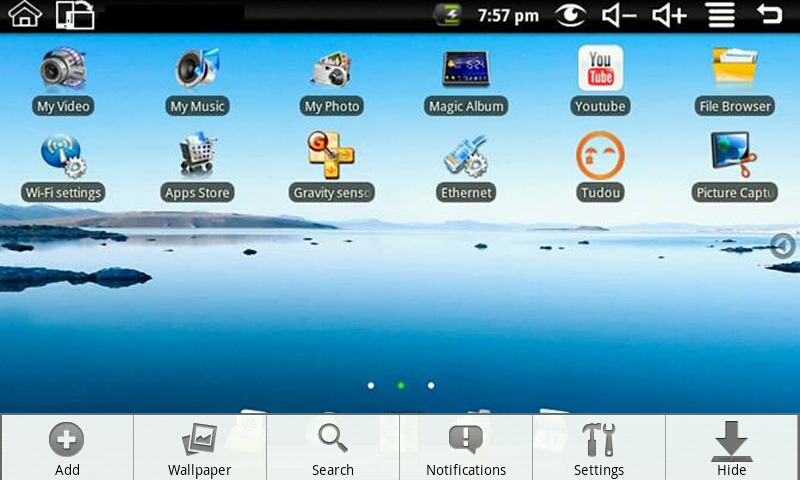 7:57 pm
You
Tube
My Video
My Music
My Photo
Magic Album
Youtube
File Browser
Wi-Fi settings
Apps Store
Gravity senso
Ethernet
Tudou
Picture Captu
Add
Wallpaper
Search
Notifications
Settings
Hide